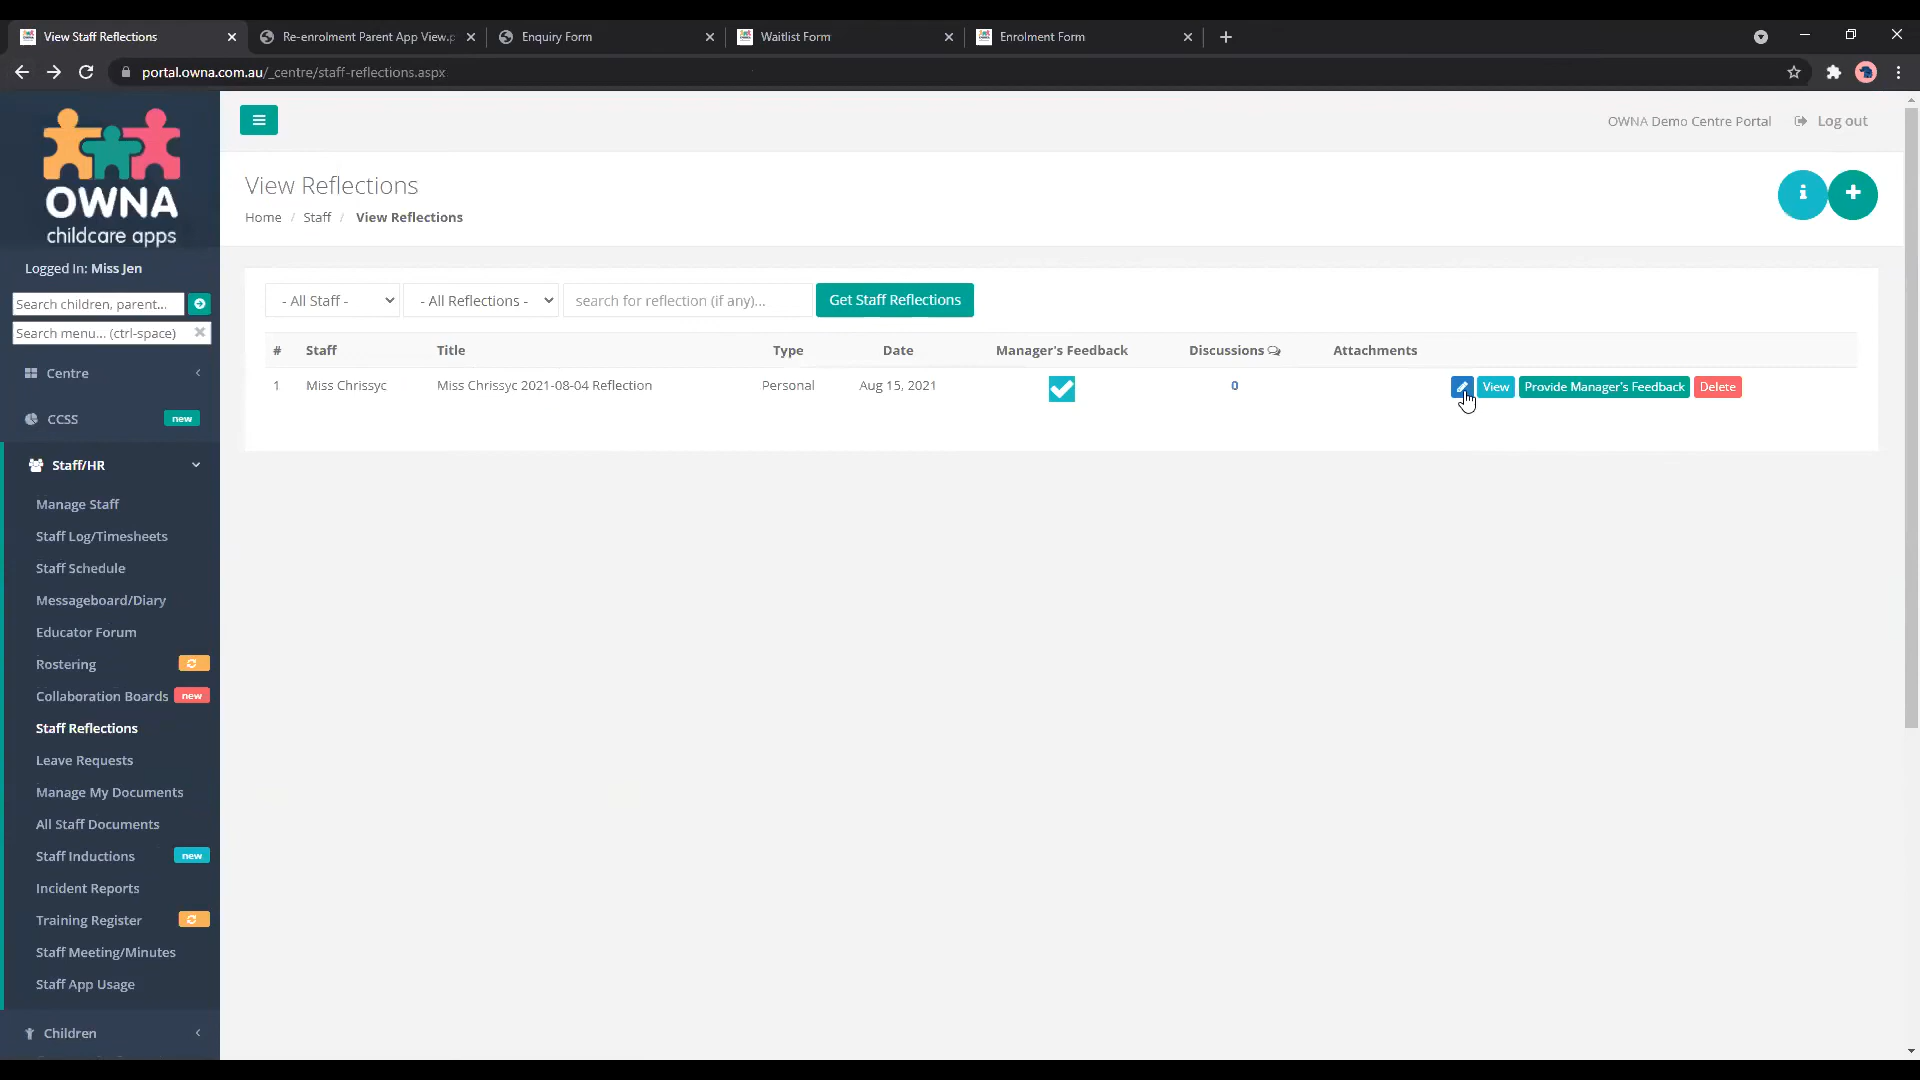 View Staff Reflections
Re-enrolment Parent App View.p
Enquiry Form
Waitlist Form
Enrolment Form
portal.owna.com.au/_centre/staff-reflections.aspx
OWNA
childcare apps
Logged In: Miss Jen
Search children, parent...
Search menu... (ctrl-space)
Centre
CCSS new
Staff/HR
Manage Staff
Staff Log/Timesheets
Staff Schedule
Messageboard/Diary
Educator Forum
Rostering
Collaboration Boards new
Staff Reflections
Leave Requests
Manage My Documents
All Staff Documents
Staff Inductions new
Incident Reports
Training Register
Staff Meeting/Minutes
Staff App Usage
Children
OWNA Demo Centre Portal Log out
View Reflections
Home / Staff / View Reflections
- All Staff - - All Reflections - search for reflection (if any)... Get Staff Reflections
# Staff Title Type Date Manager's Feedback Discussions Attachments
1 Miss Chrissyc Miss Chrissyc 2021-08-04 Reflection Personal Aug 15, 2021 0 View Provide Manager's Feedback Delete